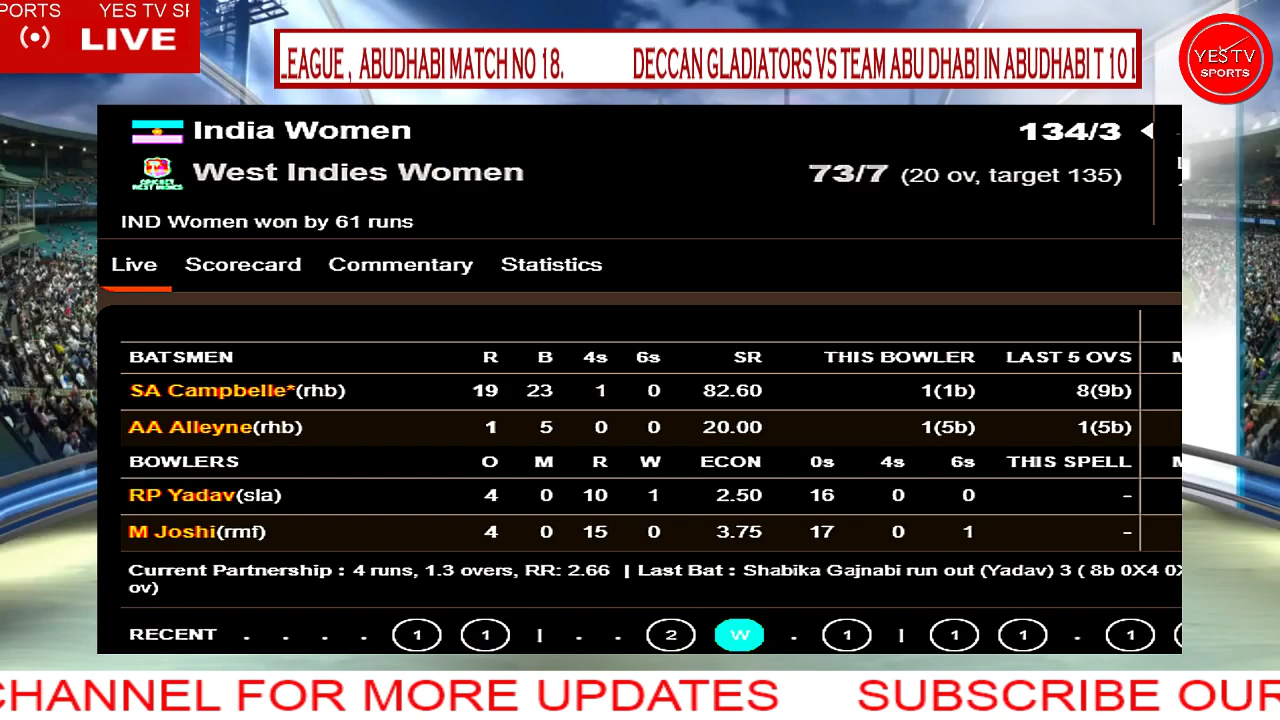 PORTS YES TV SP
LIVE
LEAGUE , ABUDHABI MATCH NO 18. DECCAN GLADIATORS VS TEAM ABU DHABI IN ABUDHABI T 10 L
YES TV
SPORTS
India Women 134/3
West Indies Women 73/7 (20 ov, target 135)
IND Women won by 61 runs
Live Scorecard Commentary Statistics
BATSMEN R B 4s 6s SR THIS BOWLER LAST 5 OVS M
SA Campbelle*(rhb) 19 23 1 0 82.60 1(1b) 8(9b)
AA Alleyne(rhb) 1 5 0 0 20.00 1(5b) 1(5b)
BOWLERS O M R W ECON 0s 4s 6s THIS SPELL M
RP Yadav(sla) 4 0 10 1 2.50 16 0 0 -
M Joshi(rmf) 4 0 15 0 3.75 17 0 1 -
Current Partnership : 4 runs, 1.3 overs, RR: 2.66 | Last Bat : Shabika Gajnabi run out (Yadav) 3 ( 8b 0X4 0X
ov)
RECENT . . . . 1 1 | . . 2 W . 1 | 1 1 . 1
CHANNEL FOR MORE UPDATES SUBSCRIBE OUR